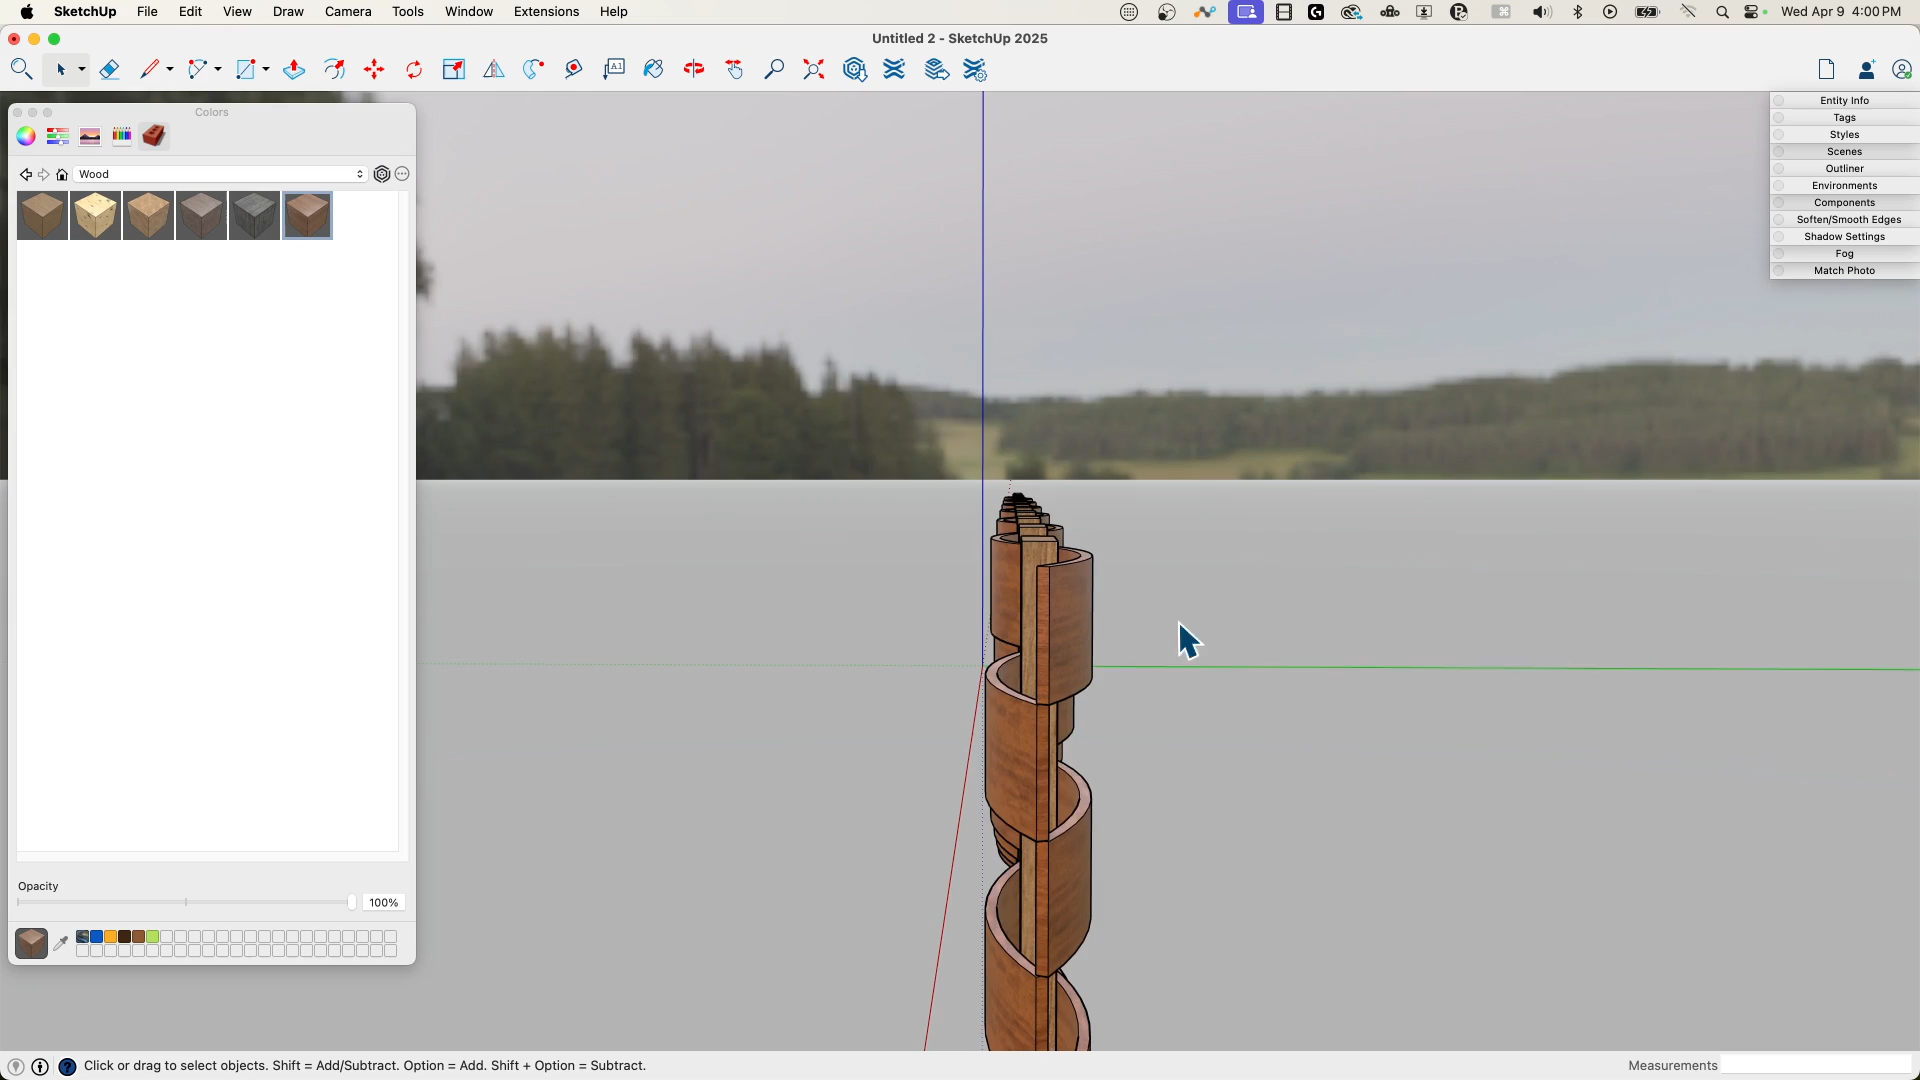 SketchUp File Edit View Draw Camera Tools Window Extensions Help Wed Apr 9 4:00 PM
Untitled 2 - SketchUp 2025
A1
Colors
Wood
Opacity
100%
Entity Info
Tags
Styles
Scenes
Outliner
Environments
Components
Soften/Smooth Edges
Shadow Settings
Fog
Match Photo
Click or drag to select objects. Shift = Add/Subtract. Option = Add. Shift + Option = Subtract.
Measurements